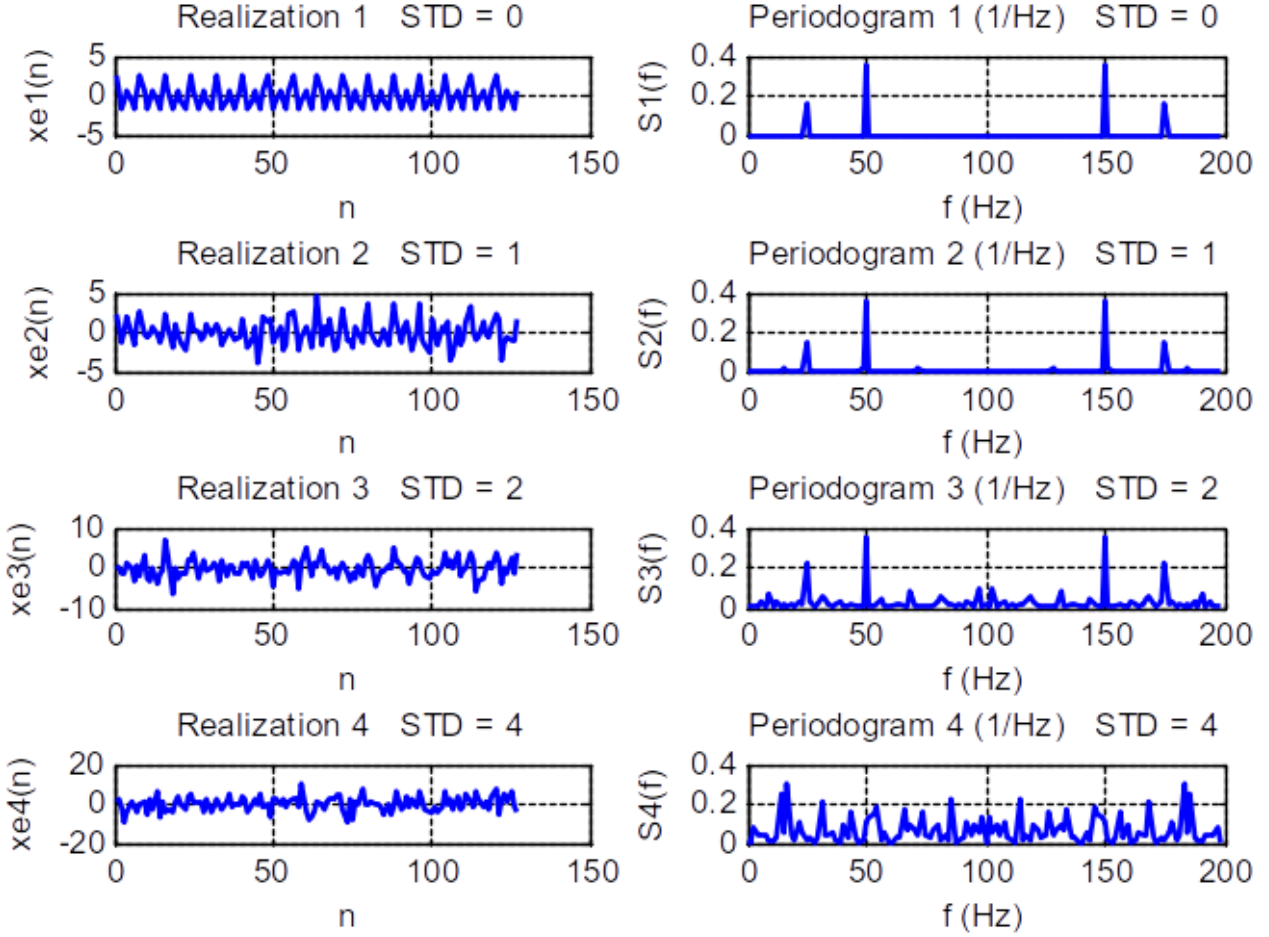 Realization 1 STD = 0
xe1(n)
5
0
-5
0 50 100 150
n
Periodogram 1 (1/Hz) STD = 0
S1(f)
0.4
0.2
0
0 50 100 150 200
f (Hz)
Realization 2 STD = 1
xe2(n)
5
0
-5
0 50 100 150
n
Periodogram 2 (1/Hz) STD = 1
S2(f)
0.4
0.2
0
0 50 100 150 200
f (Hz)
Realization 3 STD = 2
xe3(n)
10
0
-10
0 50 100 150
n
Periodogram 3 (1/Hz) STD = 2
S3(f)
0.4
0.2
0
0 50 100 150 200
f (Hz)
Realization 4 STD = 4
xe4(n)
20
0
-20
0 50 100 150
n
Periodogram 4 (1/Hz) STD = 4
S4(f)
0.4
0.2
0
0 50 100 150 200
f (Hz)